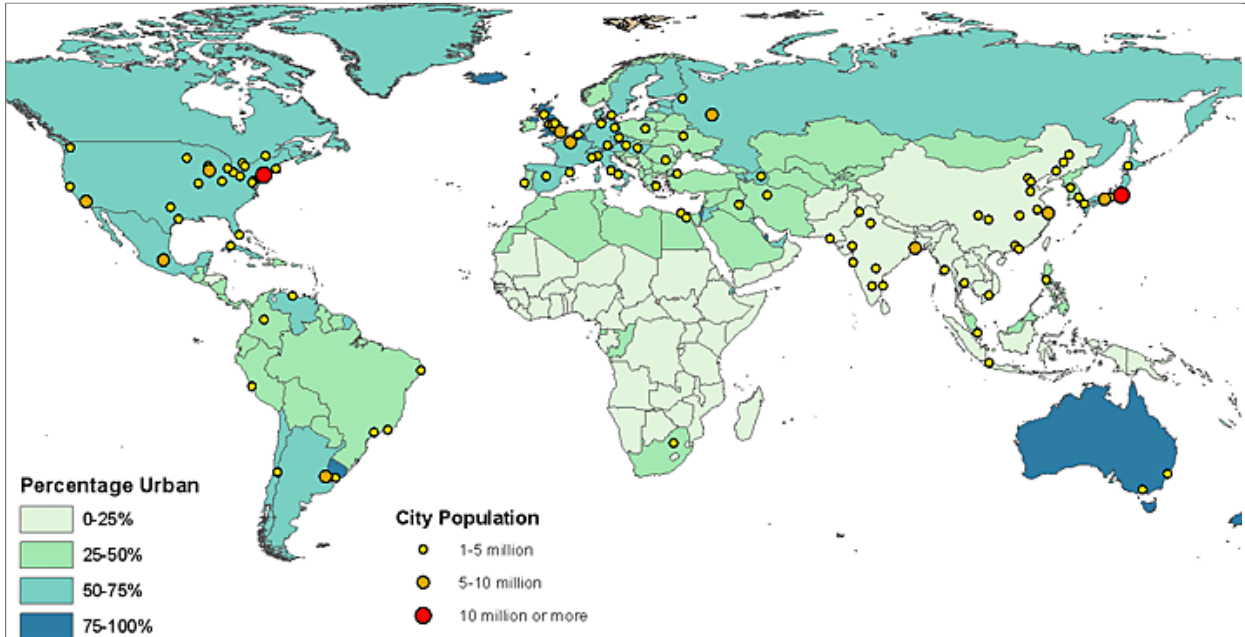 Percentage Urban
0-25%
25-50%
50-75%
75-100%
City Population
1-5 million
5-10 million
10 million or more